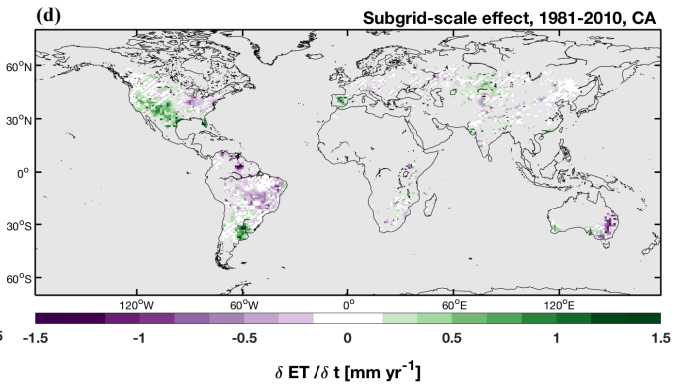 (d) Subgrid-scale effect, 1981-2010, CA
60°N
30°N
0°
30°S
60°S
120°W 60°W 0° 60°E 120°E
5 -1.5 -1 -0.5 0 0.5 1 1.5
δ ET /δ t [mm yr⁻¹]